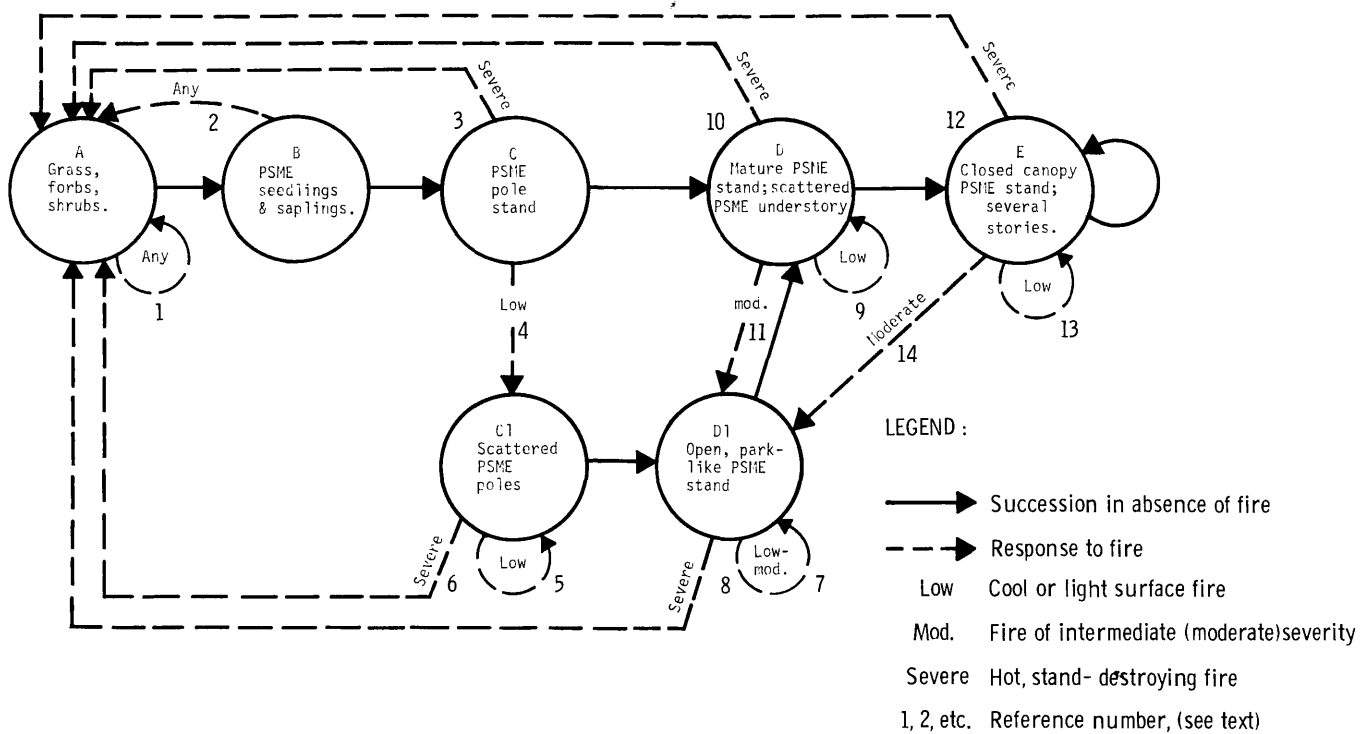 Severe
Severe
Severe
Any
2
3
10
12
A
Grass,
forbs,
shrubs.
B
PSME
seedlings
& saplings.
C
PSME
pole
stand
D
Mature PSME
stand; scattered
PSME understory
E
Closed canopy
PSME stand;
several
stories.
Any
1
Low
4
mod.
11
Low
9
Low
13
Moderate
14
C1
Scattered
PSME
poles
D1
Open, park-
like PSME
stand
Severe
6
Low
5
Severe
8
Low-
mod.
7
LEGEND :
Succession in absence of fire
Response to fire
Low Cool or light surface fire
Mod. Fire of intermediate (moderate)severity
Severe Hot, stand- destroying fire
1, 2, etc. Reference number, (see text)